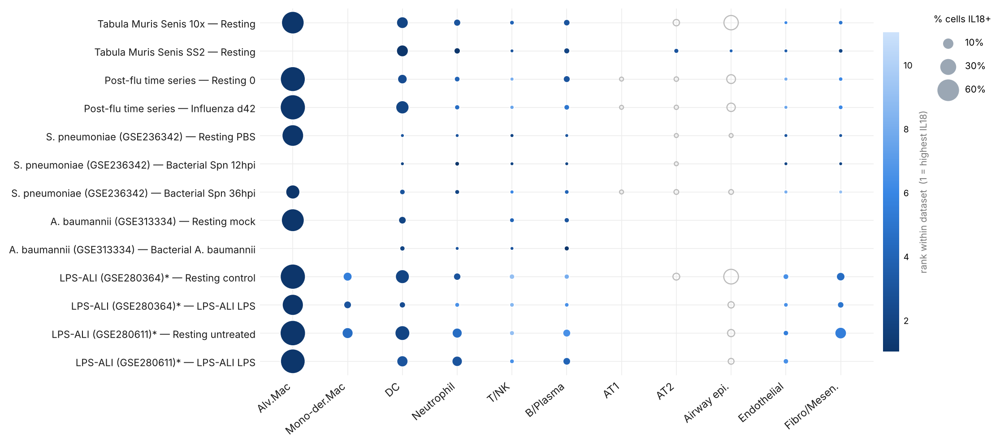 Tabula Muris Senis 10x — Resting
Tabula Muris Senis SS2 — Resting
Post-flu time series — Resting 0
Post-flu time series — Influenza d42
S. pneumoniae (GSE236342) — Resting PBS
S. pneumoniae (GSE236342) — Bacterial Spn 12hpi
S. pneumoniae (GSE236342) — Bacterial Spn 36hpi
A. baumannii (GSE313334) — Resting mock
A. baumannii (GSE313334) — Bacterial A. baumannii
LPS-ALI (GSE280364)* — Resting control
LPS-ALI (GSE280364)* — LPS-ALI LPS
LPS-ALI (GSE280611)* — Resting untreated
LPS-ALI (GSE280611)* — LPS-ALI LPS
Alv.Mac
Mono-der.Mac
DC
Neutrophil
T/NK
B/Plasma
AT1
AT2
Airway epi.
Endothelial
Fibro/Mesen.
10
8
6
4
2
rank within dataset (1 = highest IL18)
% cells IL18+
10%
30%
60%